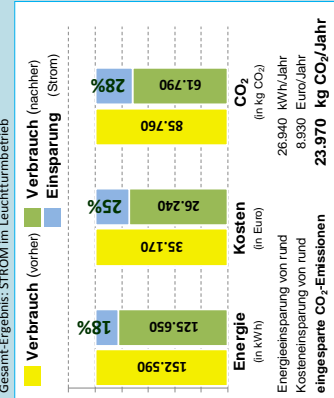 Gesamt-Ergebnis: STROM im Leuchtturmbetrieb
Verbrauch (vorher)
Verbrauch (nachher)
Einsparung (Strom)
18%
25%
28%
152.590
125.650
35.170
26.240
85.760
61.790
Energie
(in kWh)
Kosten
(in Euro)
CO₂
(in kg CO₂)
Energieeinsparung von rund 26.940 kWh/Jahr
Kosteneinsparung von rund 8.930 Euro/Jahr
eingesparte CO₂-Emissionen 23.970 kg CO₂/Jahr